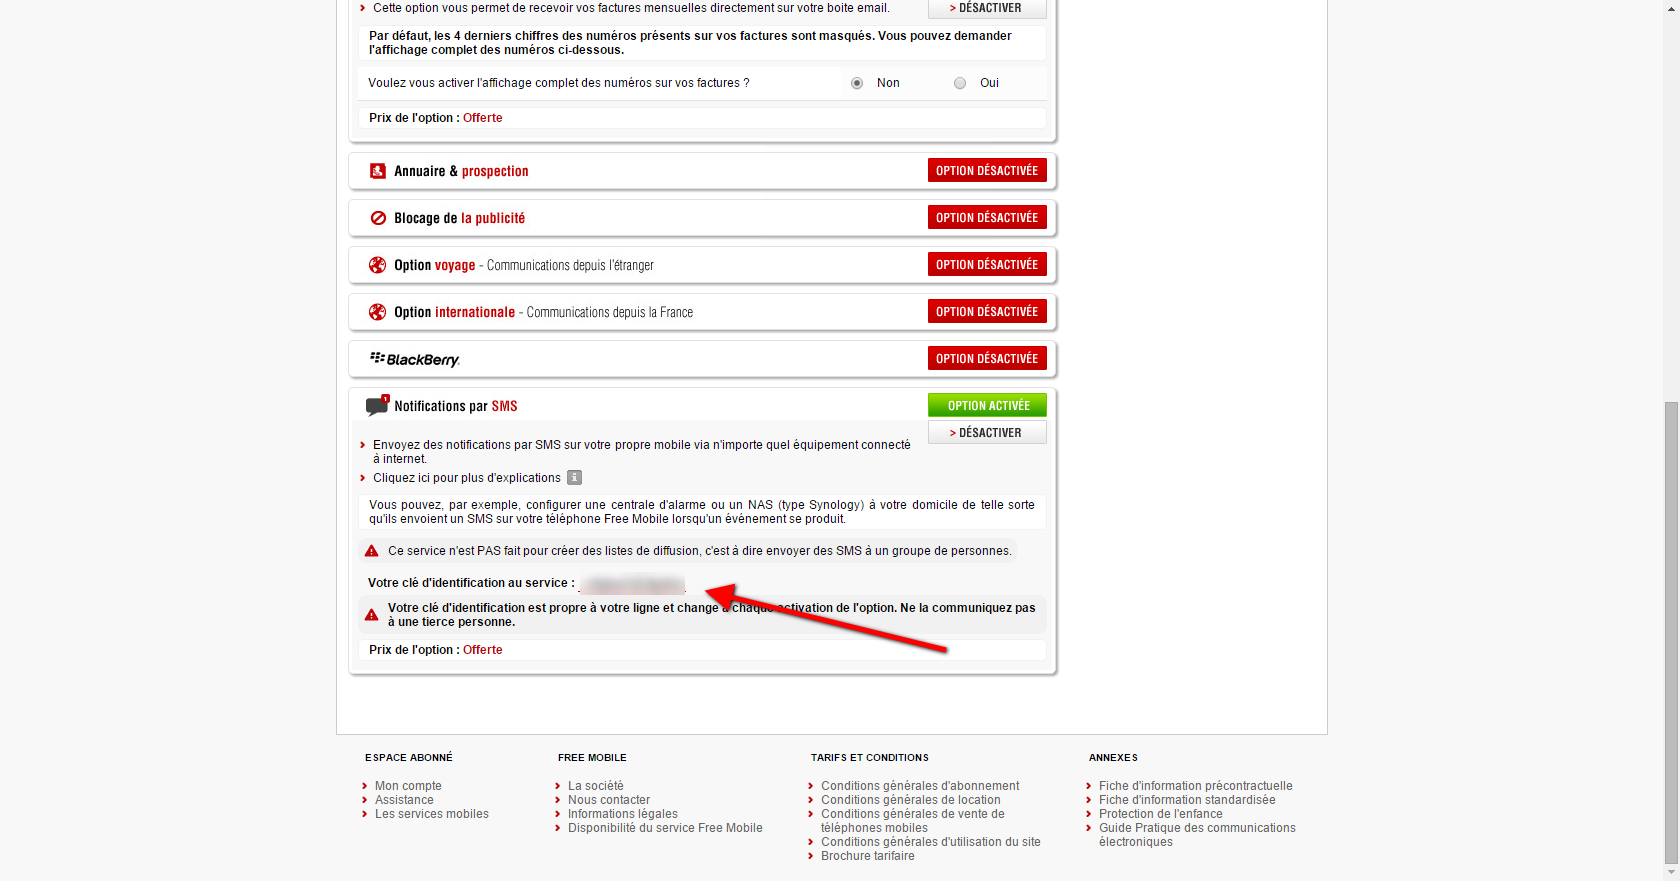 Cette option vous permet de recevoir vos factures mensuelles directement sur votre boite email.
> DÉSACTIVER
Par défaut, les 4 derniers chiffres des numéros présents sur vos factures sont masqués. Vous pouvez demander
l'affichage complet des numéros ci-dessous.
Voulez vous activer l'affichage complet des numéros sur vos factures ?
Non
Oui
Prix de l'option : Offerte
Annuaire & prospection
OPTION DÉSACTIVÉE
Blocage de la publicité
OPTION DÉSACTIVÉE
Option voyage - Communications depuis l'étranger
OPTION DÉSACTIVÉE
Option internationale - Communications depuis la France
OPTION DÉSACTIVÉE
BlackBerry.
OPTION DÉSACTIVÉE
1
Notifications par SMS
OPTION ACTIVÉE
> DÉSACTIVER
Envoyez des notifications par SMS sur votre propre mobile via n'importe quel équipement connecté
à internet.
Cliquez ici pour plus d'explications i
Vous pouvez, par exemple, configurer une centrale d'alarme ou un NAS (type Synology) à votre domicile de telle sorte
qu'ils envoient un SMS sur votre téléphone Free Mobile lorsqu'un événement se produit.
Ce service n'est PAS fait pour créer des listes de diffusion, c'est à dire envoyer des SMS à un groupe de personnes.
Votre clé d'identification au service :
Votre clé d'identification est propre à votre ligne et change à chaque activation de l'option. Ne la communiquez pas
à une tierce personne.
Prix de l'option : Offerte
ESPACE ABONNÉ
Mon compte
Assistance
Les services mobiles
FREE MOBILE
La société
Nous contacter
Informations légales
Disponibilité du service Free Mobile
TARIFS ET CONDITIONS
Conditions générales d'abonnement
Conditions générales de location
Conditions générales de vente de
téléphones mobiles
Conditions générales d'utilisation du site
Brochure tarifaire
ANNEXES
Fiche d'information précontractuelle
Fiche d'information standardisée
Protection de l'enfance
Guide Pratique des communications
électroniques